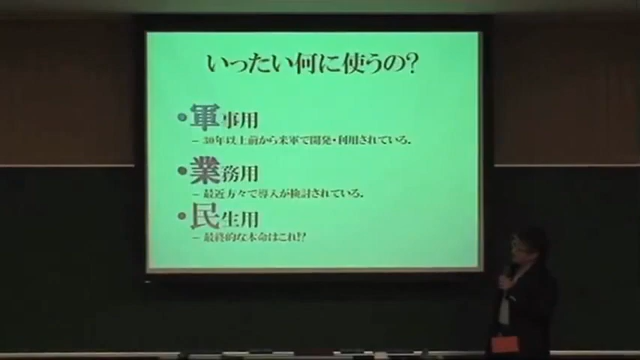 いったい何に使うの?
•軍事用
– 30年以上前から米軍で開発・利用されている.
•業務用
– 最近方々で導入が検討されている.
•民生用
– 最終的な本命はこれ!?